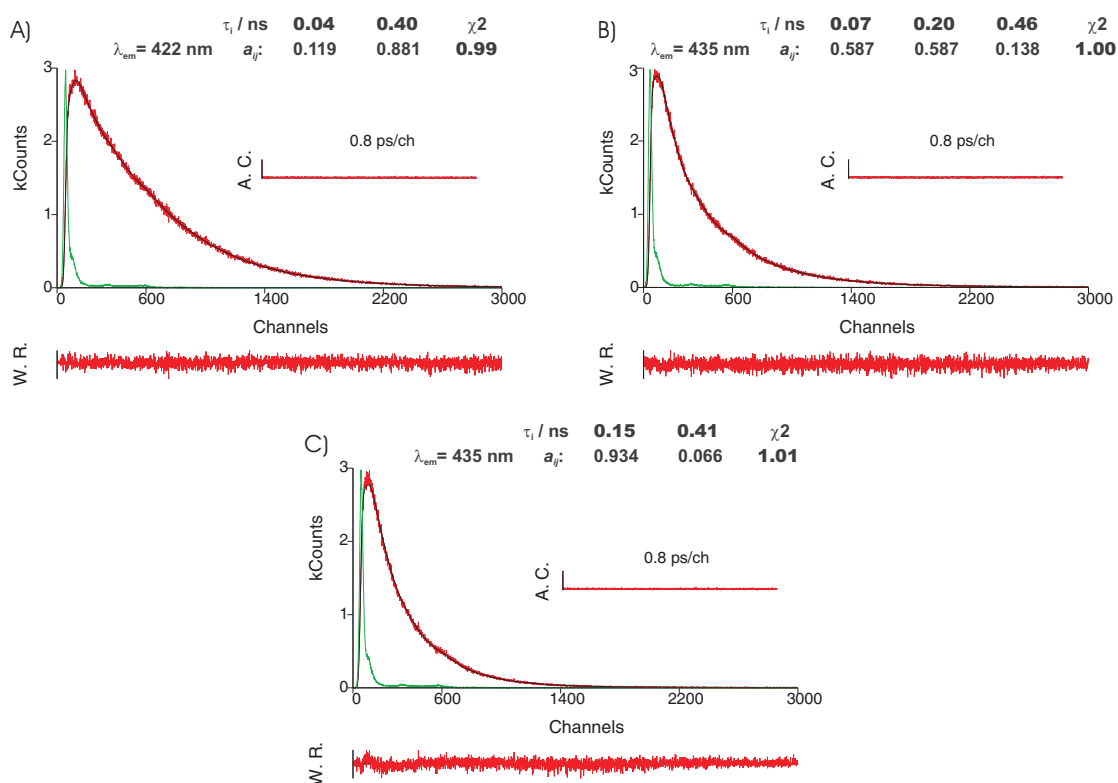 A)
τi / ns 0.04 0.40 χ2
λem= 422 nm aij: 0.119 0.881 0.99
3
2
1
0
kCounts
A. C.
0.8 ps/ch
0 600 1400 2200 3000
Channels
W. R.
B)
τi / ns 0.07 0.20 0.46 χ2
λem= 435 nm aij: 0.587 0.587 0.138 1.00
3
2
1
0
kCounts
A. C.
0.8 ps/ch
0 600 1400 2200 3000
Channels
W. R.
C)
τi / ns 0.15 0.41 χ2
λem= 435 nm aij: 0.934 0.066 1.01
3
2
1
0
kCounts
A. C.
0.8 ps/ch
0 600 1400 2200 3000
Channels
W. R.